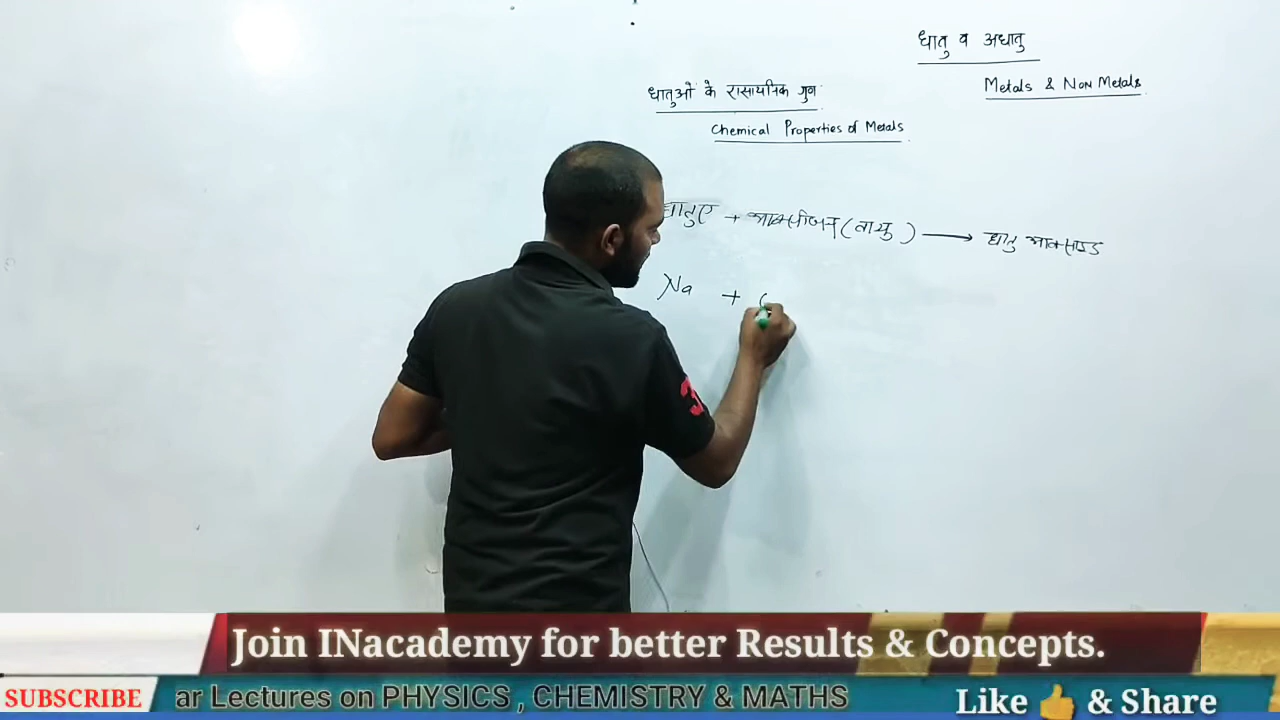 धातु व अधातु
Metals & Non Metals
धातुओं के रासायनिक गुण
Chemical Properties of Metals
धातुए + आक्सीजन (वायु) → धातु आक्साइड
Na +
Join INacademy for better Results & Concepts.
SUBSCRIBE
ar Lectures on PHYSICS , CHEMISTRY & MATHS
Like 👍 & Share